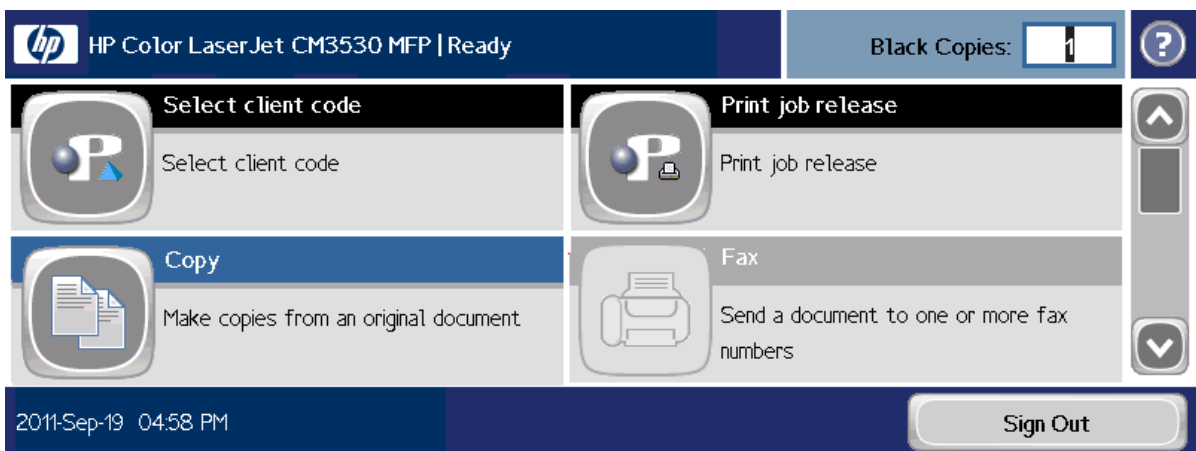 hp HP Color LaserJet CM3530 MFP | Ready
Black Copies: 1 ?
Select client code
Select client code
Print job release
Print job release
Copy
Make copies from an original document
Fax
Send a document to one or more fax
numbers
2011-Sep-19 04:58 PM
Sign Out